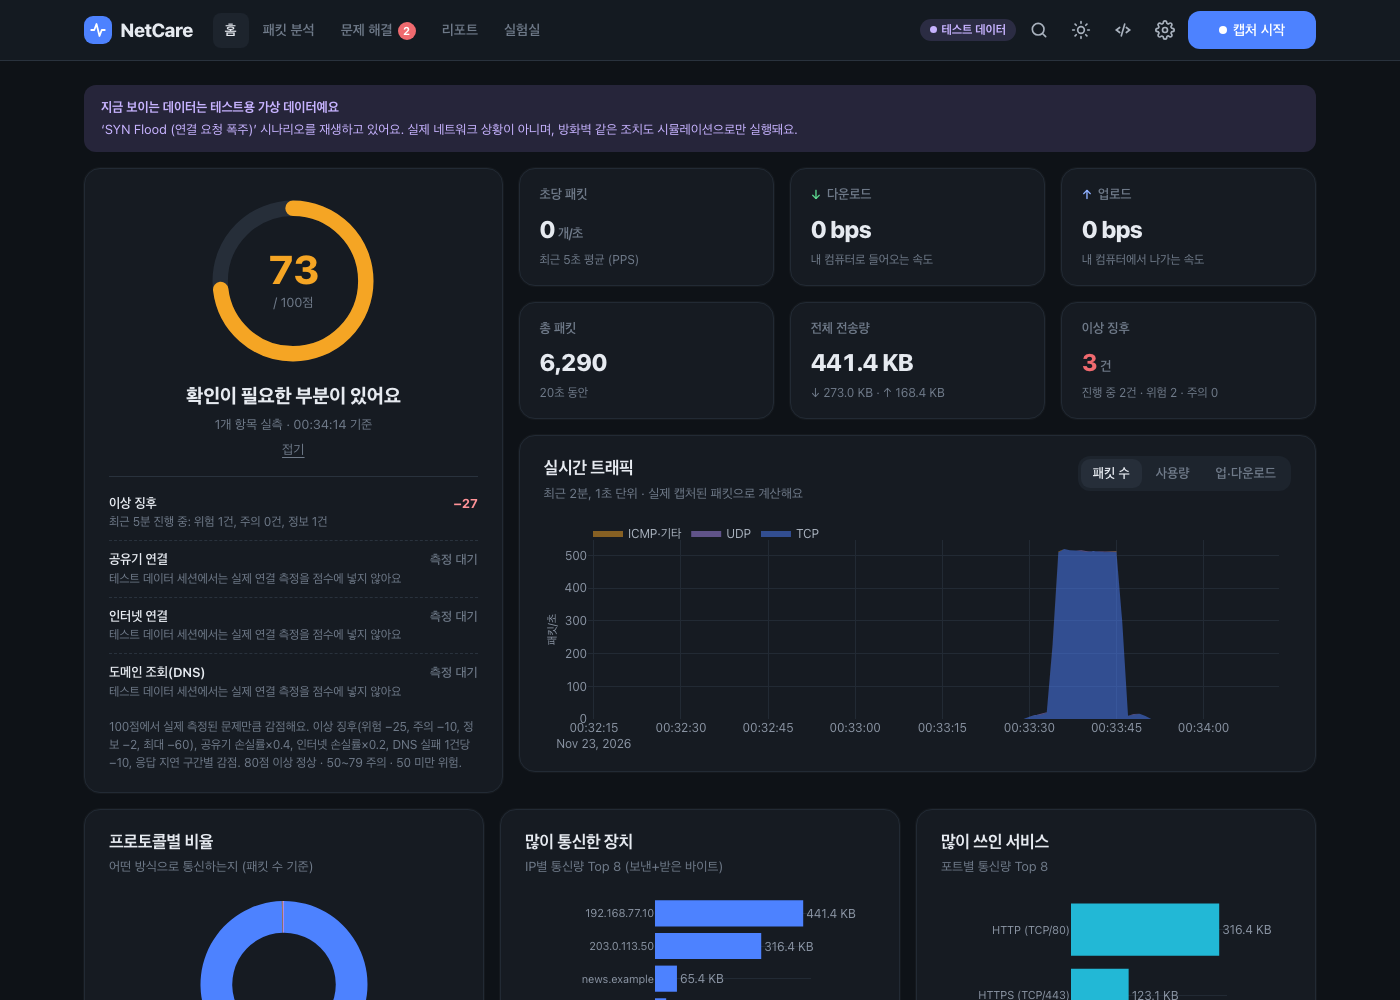 NetCare
홈
패킷 분석
문제 해결 2
리포트
실험실
테스트 데이터
캡처 시작
지금 보이는 데이터는 테스트용 가상 데이터예요
‘SYN Flood (연결 요청 폭주)’ 시나리오를 재생하고 있어요. 실제 네트워크 상황이 아니며, 방화벽 같은 조치도 시뮬레이션으로만 실행돼요.
73
/ 100점
확인이 필요한 부분이 있어요
1개 항목 실측 · 00:34:14 기준
접기
이상 징후 −27
최근 5분 진행 중: 위험 1건, 주의 0건, 정보 1건
공유기 연결 측정 대기
테스트 데이터 세션에서는 실제 연결 측정을 점수에 넣지 않아요
인터넷 연결 측정 대기
테스트 데이터 세션에서는 실제 연결 측정을 점수에 넣지 않아요
도메인 조회(DNS) 측정 대기
테스트 데이터 세션에서는 실제 연결 측정을 점수에 넣지 않아요
100점에서 실제 측정된 문제만큼 감점해요. 이상 징후(위험 −25, 주의 −10, 정
보 −2, 최대 −60), 공유기 손실률×0.4, 인터넷 손실률×0.2, DNS 실패 1건당
−10, 응답 지연 구간별 감점. 80점 이상 정상 · 50~79 주의 · 50 미만 위험.
초당 패킷
0 개/초
최근 5초 평균 (PPS)
↓ 다운로드
0 bps
내 컴퓨터로 들어오는 속도
↑ 업로드
0 bps
내 컴퓨터에서 나가는 속도
총 패킷
6,290
20초 동안
전체 전송량
441.4 KB
↓ 273.0 KB · ↑ 168.4 KB
이상 징후
3 건
진행 중 2건 · 위험 2 · 주의 0
실시간 트래픽
최근 2분, 1초 단위 · 실제 캡처된 패킷으로 계산해요
패킷 수
사용량
업·다운로드
ICMP·기타
UDP
TCP
패킷/초
500
400
300
200
100
0
00:32:15 00:32:30 00:32:45 00:33:00 00:33:15 00:33:30 00:33:45 00:34:00
Nov 23, 2026
프로토콜별 비율
어떤 방식으로 통신하는지 (패킷 수 기준)
많이 통신한 장치
IP별 통신량 Top 8 (보낸+받은 바이트)
192.168.77.10 441.4 KB
203.0.113.50 316.4 KB
news.example 65.4 KB
많이 쓰인 서비스
포트별 통신량 Top 8
HTTP (TCP/80) 316.4 KB
HTTPS (TCP/443) 123.1 KB